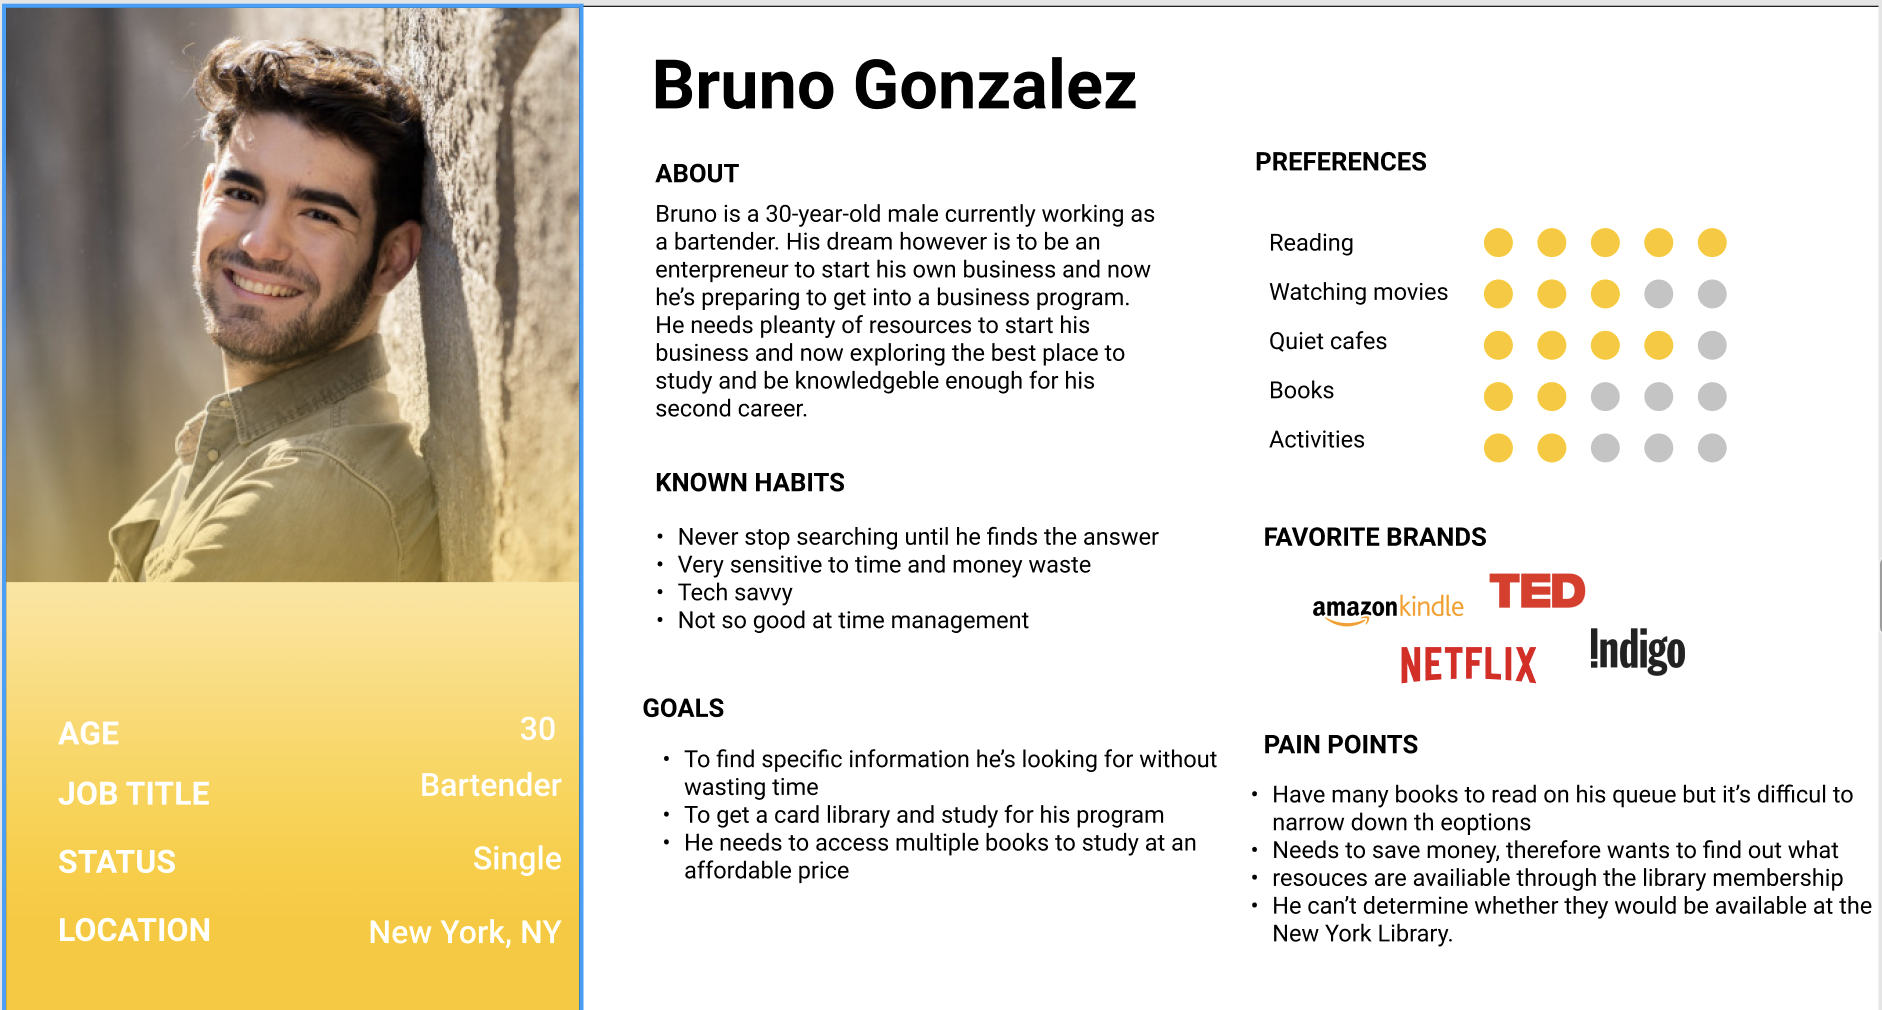 Bruno Gonzalez
ABOUT
Bruno is a 30-year-old male currently working as
a bartender. His dream however is to be an
enterpreneur to start his own business and now
he’s preparing to get into a business program.
He needs pleanty of resources to start his
business and now exploring the best place to
study and be knowledgeble enough for his
second career.
KNOWN HABITS
• Never stop searching until he finds the answer
• Very sensitive to time and money waste
• Tech savvy
• Not so good at time management
GOALS
• To find specific information he’s looking for without
wasting time
• To get a card library and study for his program
• He needs to access multiple books to study at an
affordable price
PREFERENCES
Reading
Watching movies
Quiet cafes
Books
Activities
FAVORITE BRANDS
amazonkindle
TED
NETFLIX
!ndigo
PAIN POINTS
• Have many books to read on his queue but it’s difficul to
narrow down th eoptions
• Needs to save money, therefore wants to find out what
• resouces are availiable through the library membership
• He can’t determine whether they would be available at the
New York Library.
AGE 30
JOB TITLE Bartender
STATUS Single
LOCATION New York, NY